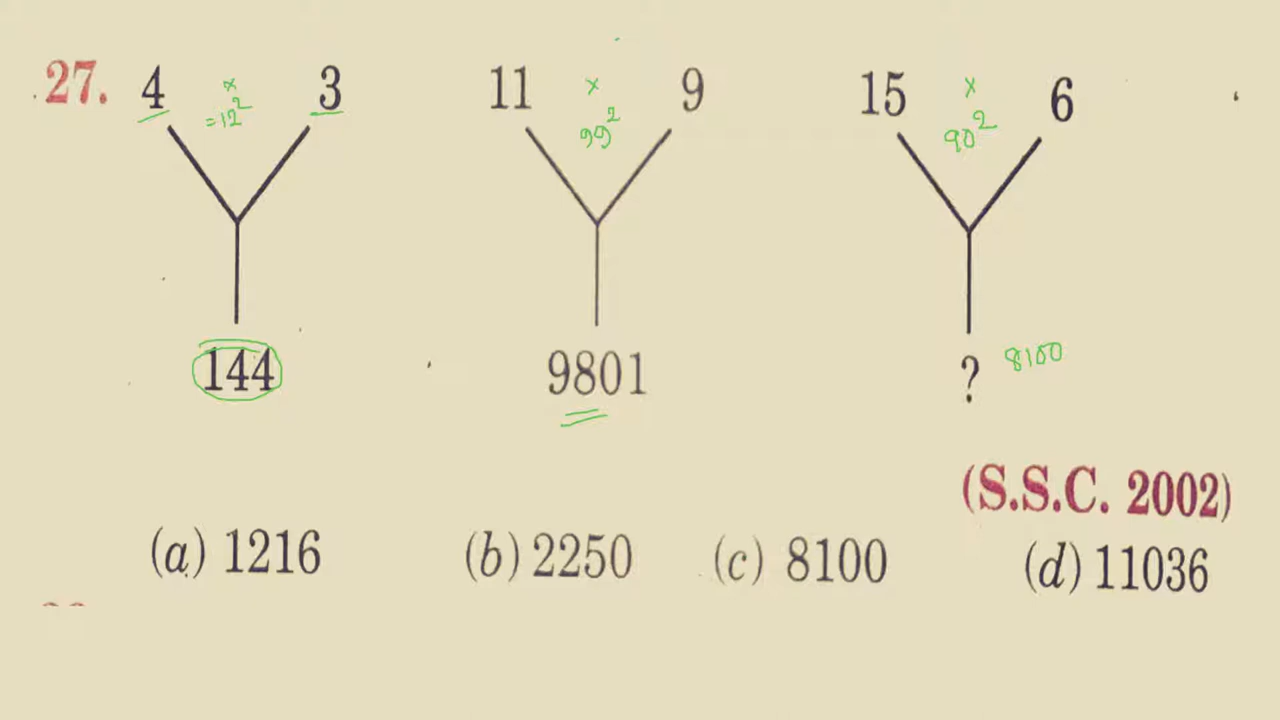 27. 4 × 3 11 × 9 15 × 6
=12² 99² 90²
144 9801 ? 8100
(S.S.C. 2002)
(a) 1216 (b) 2250 (c) 8100 (d) 11036